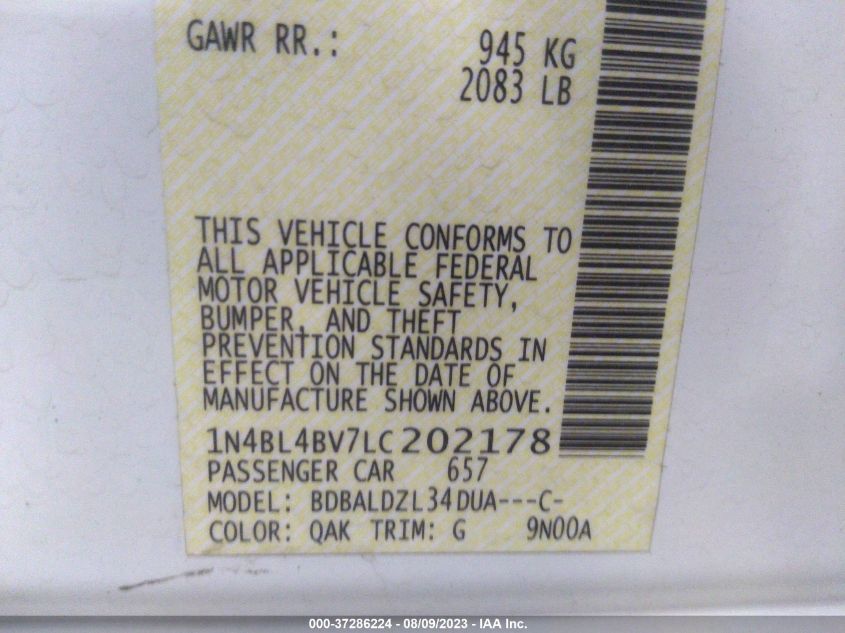 GAWR RR.: 945 KG
2083 LB
THIS VEHICLE CONFORMS TO
ALL APPLICABLE FEDERAL
MOTOR VEHICLE SAFETY,
BUMPER, AND THEFT
PREVENTION STANDARDS IN
EFFECT ON THE DATE OF
MANUFACTURE SHOWN ABOVE.
1N4BL4BV7LC202178
PASSENGER CAR 657
MODEL: BDBALDZL34DUA---C-
COLOR: QAK TRIM: G 9N00A
000-37286224 - 08/09/2023 - IAA Inc.